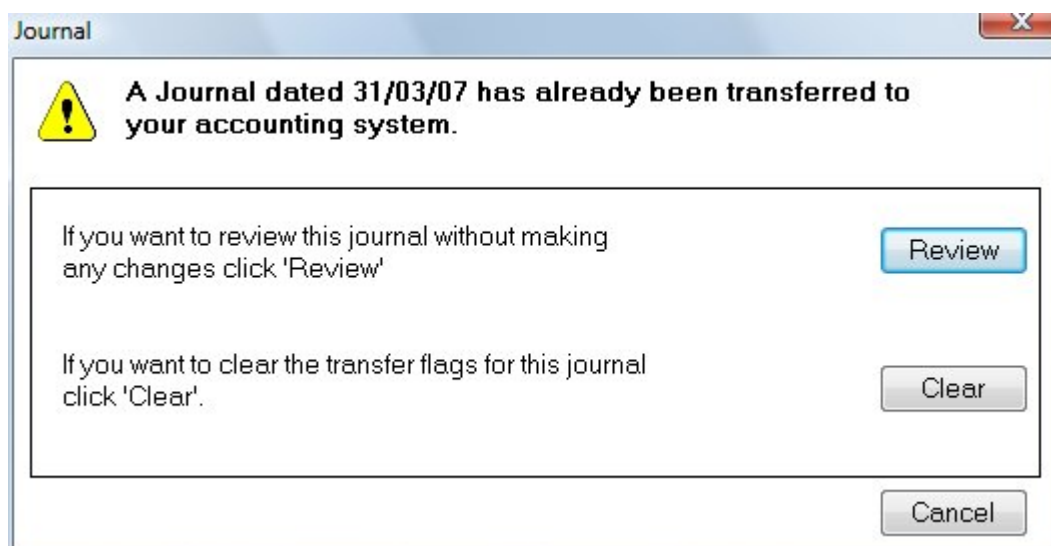 Journal
A Journal dated 31/03/07 has already been transferred to
your accounting system.
If you want to review this journal without making
any changes click 'Review'
Review
If you want to clear the transfer flags for this journal
click 'Clear'.
Clear
Cancel